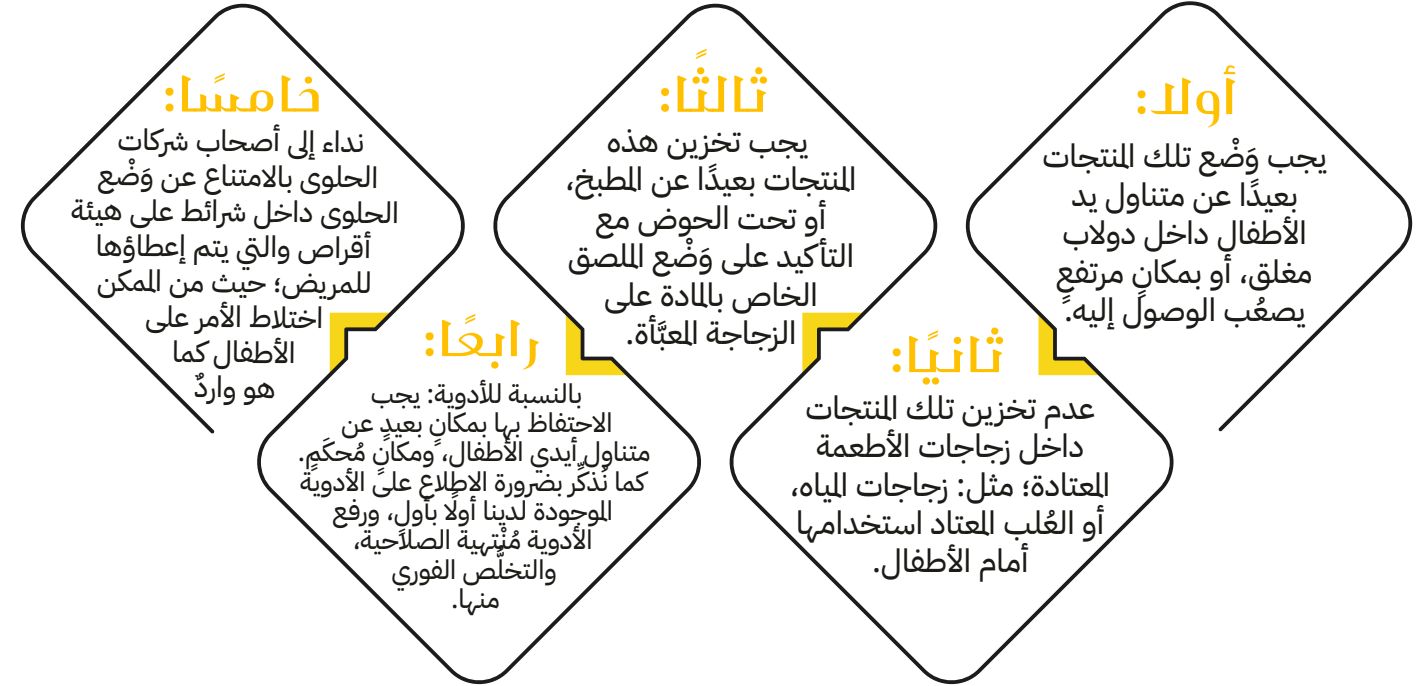 أولا:
يجب وَضْع تلك المنتجات
بعيدًا عن متناول يد
الأطفال داخل دولاب
مغلق، أو بمكانٍ مرتفعٍ
يصعُب الوصول إليه.
ثانيًا:
عدم تخزين تلك المنتجات
داخل زجاجات الأطعمة
المعتادة؛ مثل: زجاجات المياه،
أو العُلب المعتاد استخدامها
أمام الأطفال.
ثالثًا:
يجب تخزين هذه
المنتجات بعيدًا عن المطبخ،
أو تحت الحوض مع
التأكيد على وَضْع الملصق
الخاص بالمادة على
الزجاجة المعبَّأة.
رابعًا:
بالنسبة للأدوية: يجب
الاحتفاظ بها بمكانٍ بعيدٍ عن
متناول أيدي الأطفال، ومكانٍ مُحكَمٍ.
كما نُذكِّر بضرورة الاطلاع على الأدوية
الموجودة لدينا أولًا بأول، ورفع
الأدوية مُنْتهية الصلاحية،
والتخلُّص الفوري
منها.
خامسًا:
نداء إلى أصحاب شركات
الحلوى بالامتناع عن وَضْع
الحلوى داخل شرائط على هيئة
أقراص والتي يتم إعطاؤها
للمريض؛ حيث من الممكن
اختلاط الأمر على
الأطفال كما
هو واردٌ